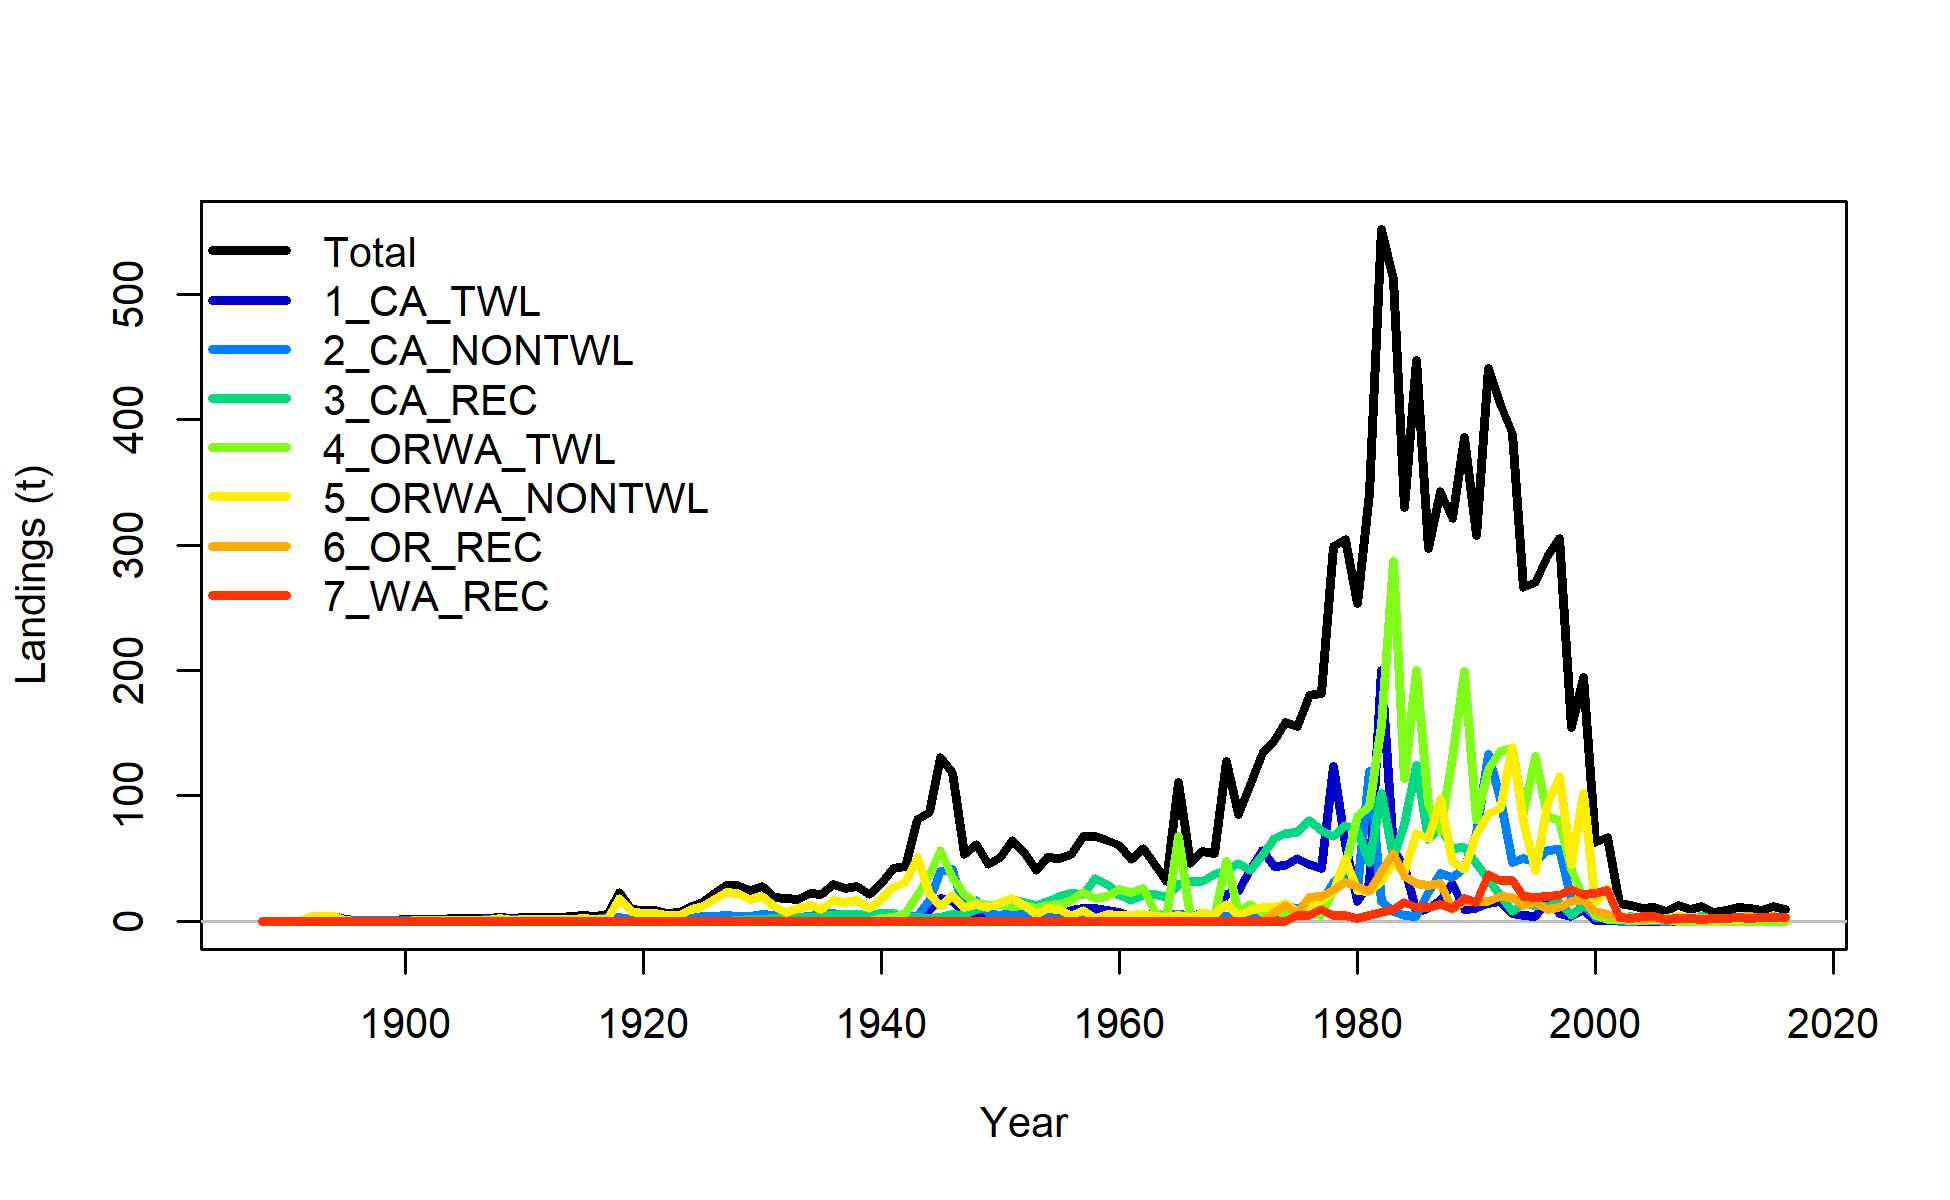 Total
1_CA_TWL
2_CA_NONTWL
3_CA_REC
4_ORWA_TWL
5_ORWA_NONTWL
6_OR_REC
7_WA_REC
Landings (t)
500
400
300
200
100
0
1900 1920 1940 1960 1980 2000 2020
Year